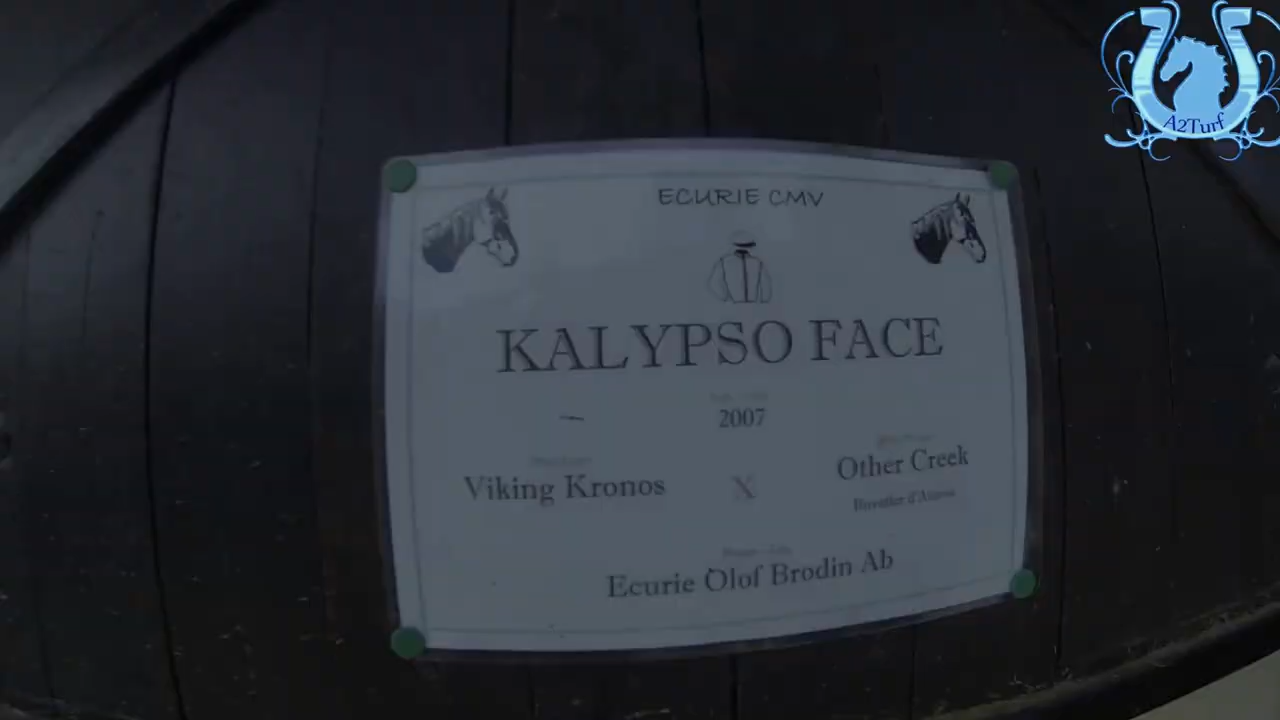 A2Turf
ECURIE CMV
KALYPSO FACE
2007
Viking Kronos X Other Creek
Ecurie Olof Brodin Ab